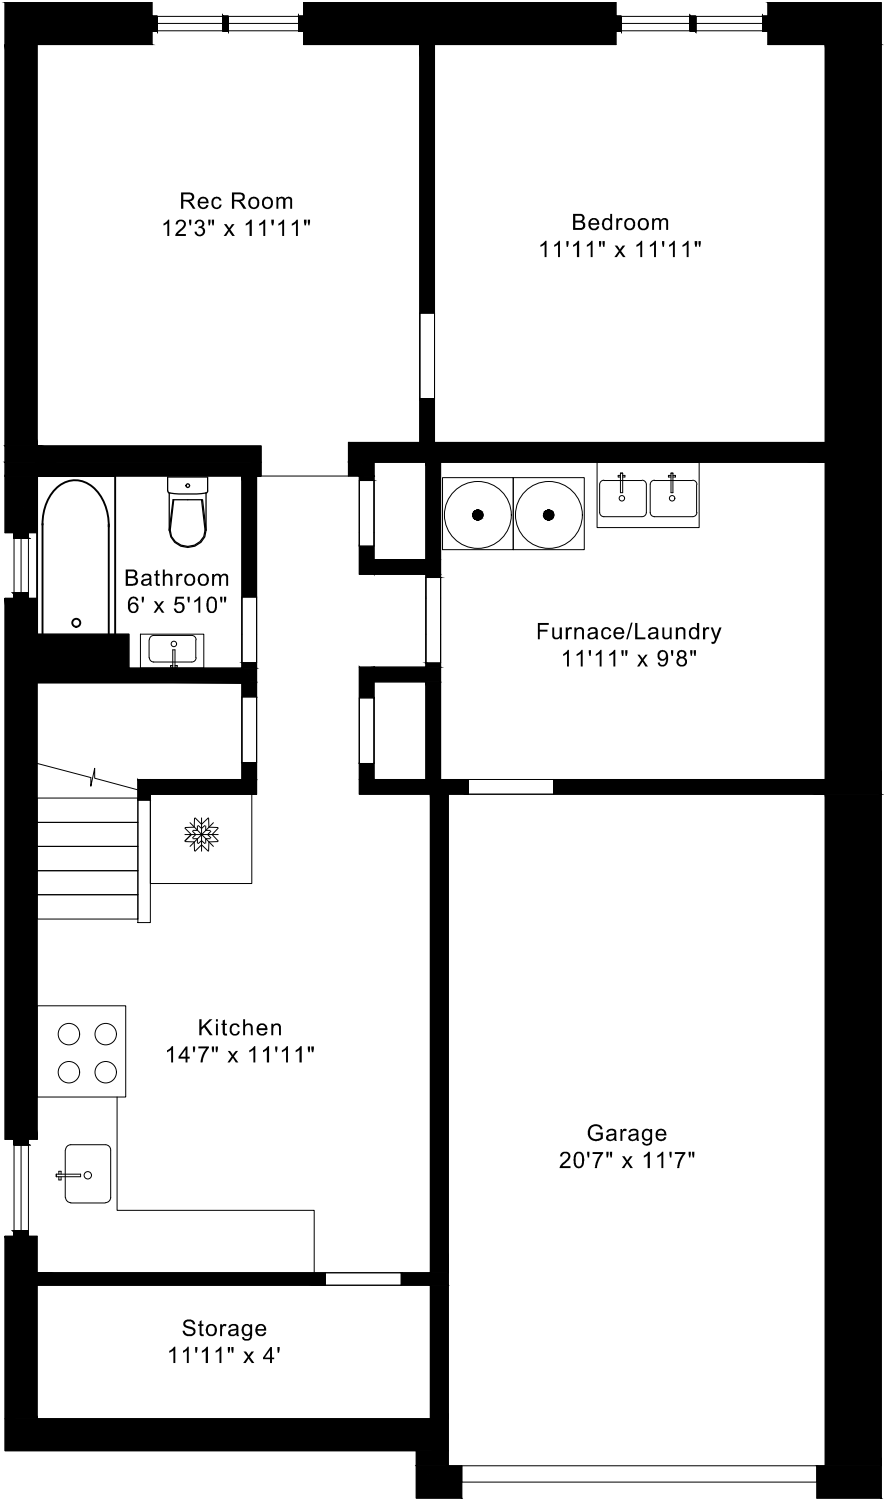 Rec Room
12'3" x 11'11"
Bedroom
11'11" x 11'11"
Bathroom
6' x 5'10"
Furnace/Laundry
11'11" x 9'8"
Kitchen
14'7" x 11'11"
Garage
20'7" x 11'7"
Storage
11'11" x 4'